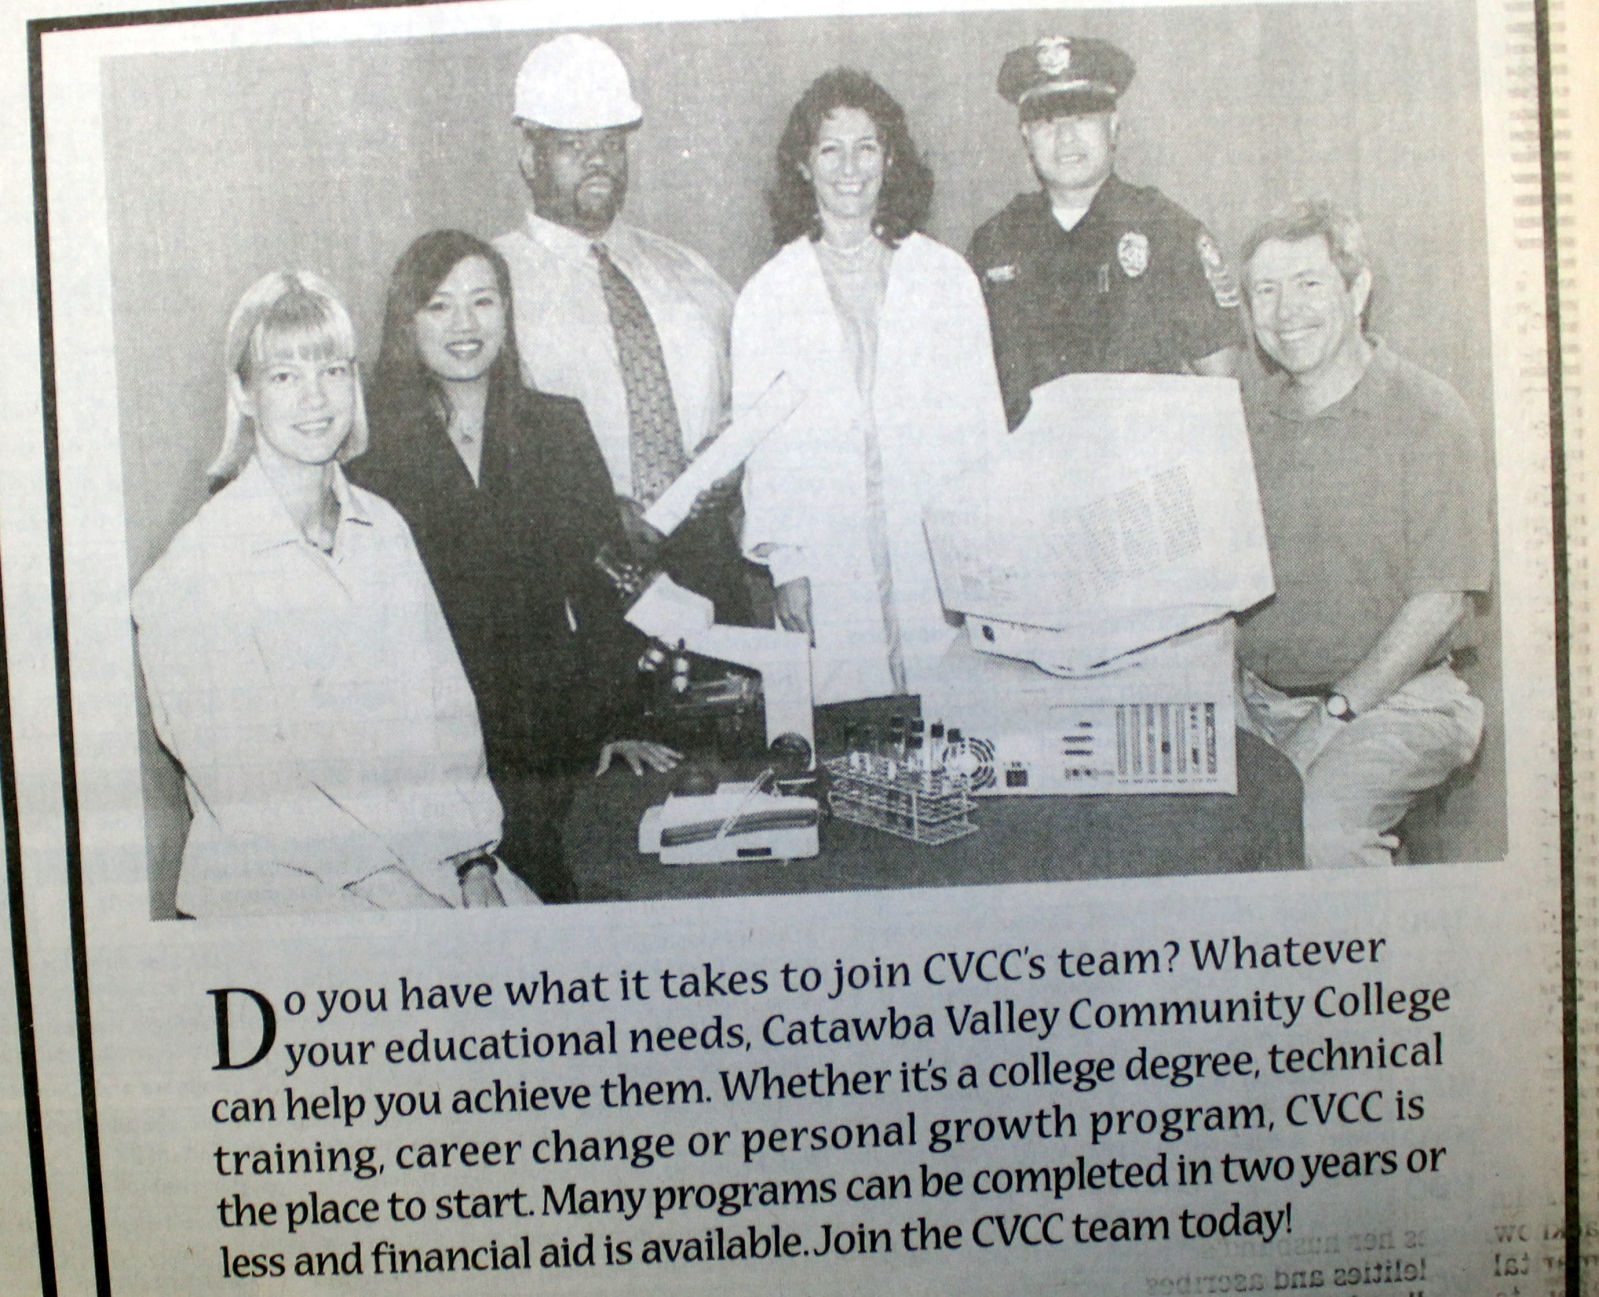 Do you have what it takes to join CVCC's team? Whatever
your educational needs, Catawba Valley Community College
can help you achieve them. Whether it's a college degree, technical
training, career change or personal growth program, CVCC is
the place to start. Many programs can be completed in two years or
less and financial aid is available. Join the CVCC team today!